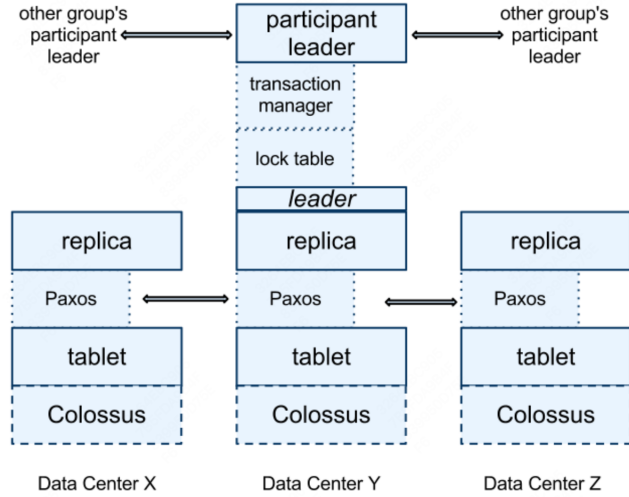 other group's
participant
leader
participant
leader
other group's
participant
leader
transaction
manager
lock table
leader
replica
replica
replica
Paxos
Paxos
Paxos
tablet
tablet
tablet
Colossus
Colossus
Colossus
Data Center X
Data Center Y
Data Center Z